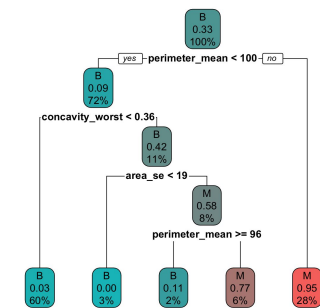 B
0.33
100%
yes perimeter_mean < 100 no
B
0.09
72%
concavity_worst < 0.36
B
0.42
11%
area_se < 19
M
0.58
8%
perimeter_mean >= 96
B
0.03
60%
B
0.00
3%
B
0.11
2%
M
0.77
6%
M
0.95
28%